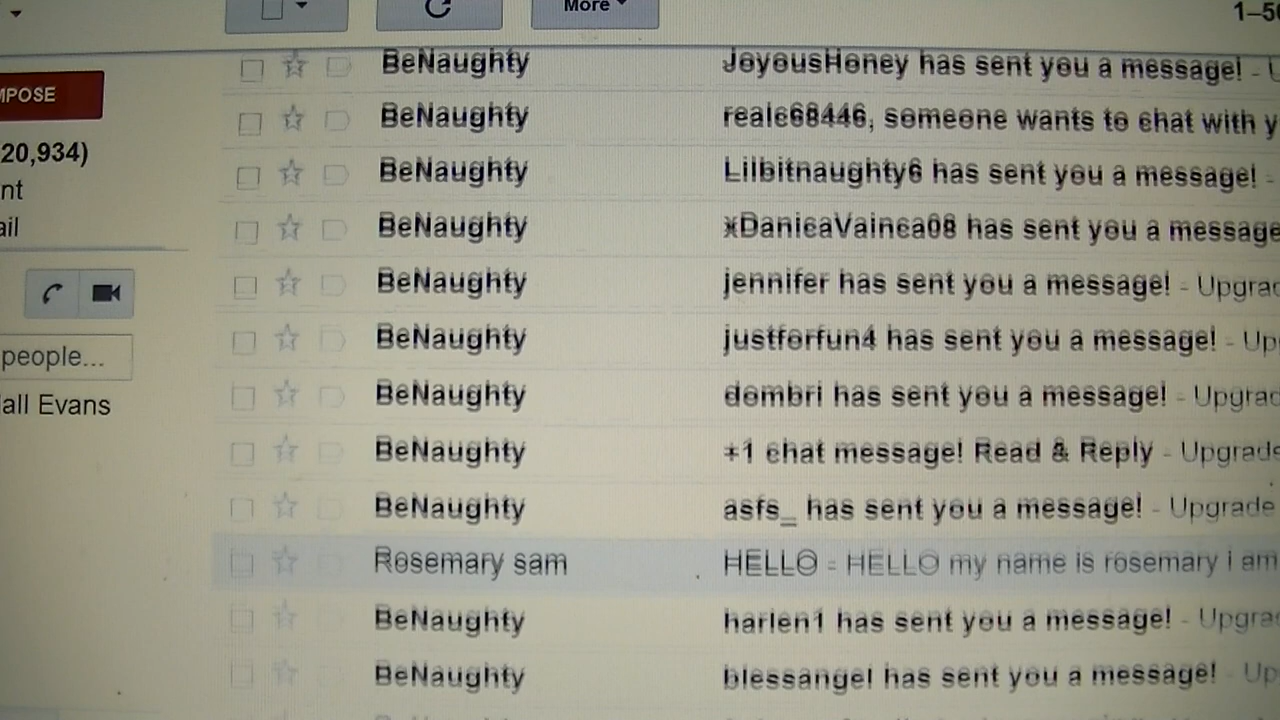 More
1–50
MPOSE
BeNaughty JoyousHoney has sent you a message! - U
20,934)
BeNaughty realc68446, someone wants to chat with y
nt
BeNaughty Lilbitnaughty6 has sent you a message! -
ail
BeNaughty xDanicaVainca08 has sent you a message
BeNaughty jennifer has sent you a message! - Upgrad
people...
BeNaughty justforfun4 has sent you a message! - Up
all Evans
BeNaughty dombri has sent you a message! - Upgrad
BeNaughty +1 chat message! Read & Reply - Upgrade
BeNaughty asfs_ has sent you a message! - Upgrade
Rosemary sam HELLO - HELLO my name is rosemary i am
BeNaughty harlen1 has sent you a message! - Upgra
BeNaughty blessangel has sent you a message! - Up